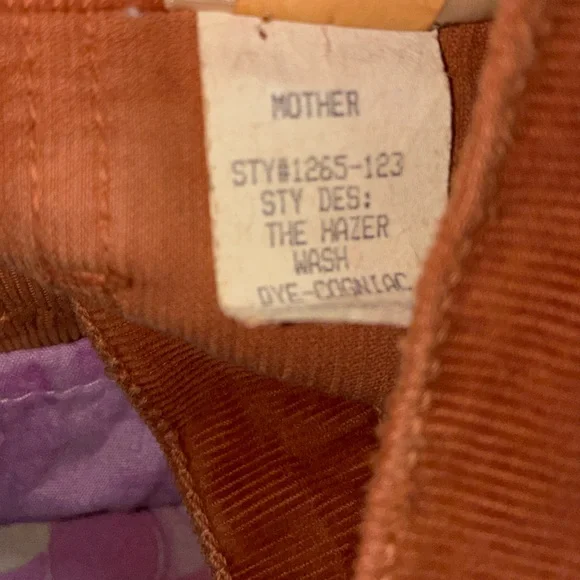 MOTHER
STY#1265-123
STY DES:
THE HAZER
WASH
DYE-COGNIAC